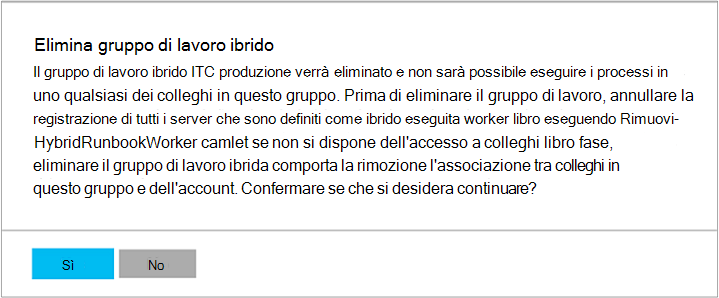 Elimina gruppo di lavoro ibrido
Il gruppo di lavoro ibrido ITC produzione verrà eliminato e non sarà possibile eseguire i processi in
uno qualsiasi dei colleghi in questo gruppo. Prima di eliminare il gruppo di lavoro, annullare la
registrazione di tutti i server che sono definiti come ibrido eseguita worker libro eseguendo Rimuovi-
HybridRunbookWorker camlet se non si dispone dell'accesso a colleghi libro fase,
eliminare il gruppo di lavoro ibrida comporta la rimozione l'associazione tra colleghi in
questo gruppo e dell'account. Confermare se che si desidera continuare?
Sì
No